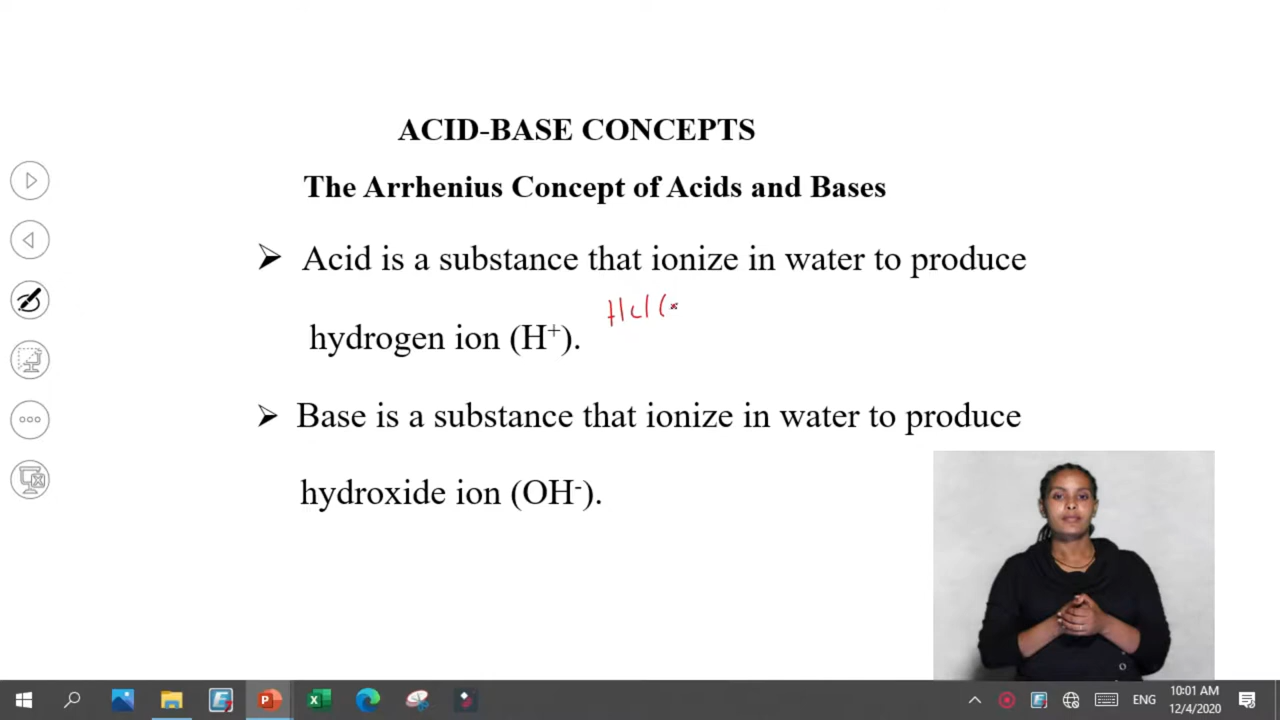 ACID-BASE CONCEPTS
The Arrhenius Concept of Acids and Bases
➢ Acid is a substance that ionize in water to produce
HCl (
hydrogen ion (H⁺).
➢ Base is a substance that ionize in water to produce
hydroxide ion (OH⁻).
ENG
10:01 AM
12/4/2020